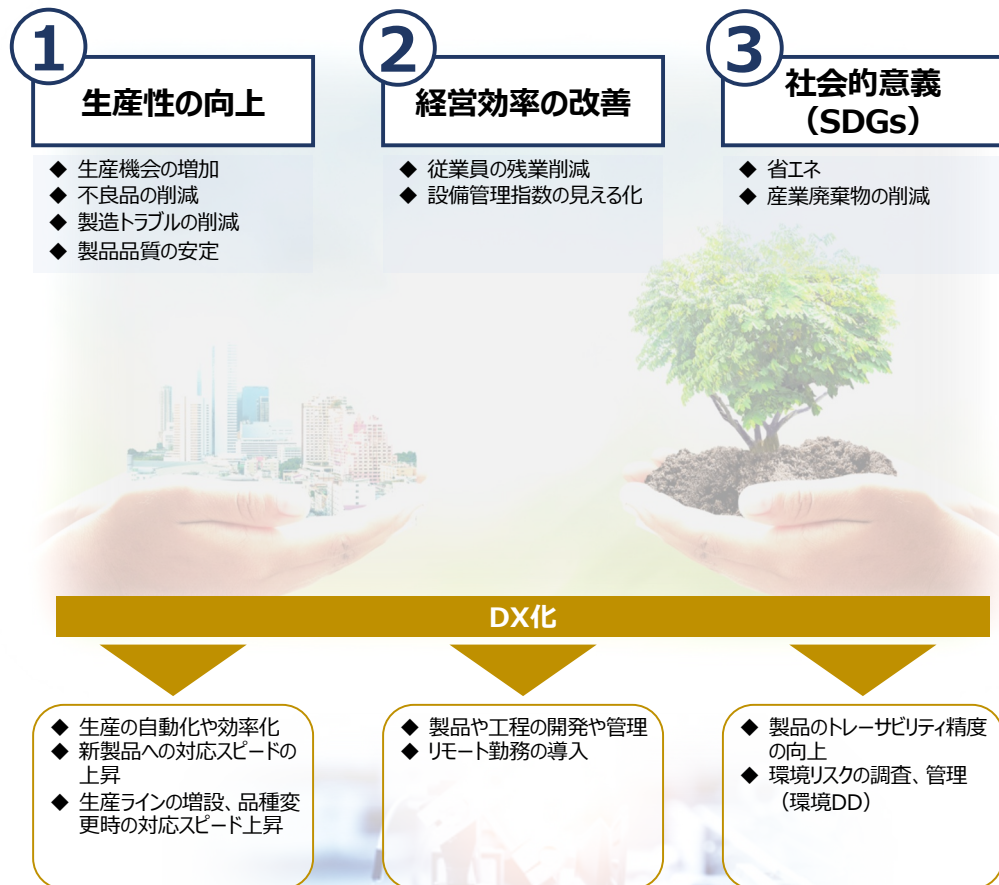 1
生産性の向上
◆ 生産機会の増加
◆ 不良品の削減
◆ 製造トラブルの削減
◆ 製品品質の安定
2
経営効率の改善
◆ 従業員の残業削減
◆ 設備管理指数の見える化
3
社会的意義
（SDGs）
◆ 省エネ
◆ 産業廃棄物の削減
DX化
◆ 生産の自動化や効率化
◆ 新製品への対応スピードの
上昇
◆ 生産ラインの増設、品種変
更時の対応スピード上昇
◆ 製品や工程の開発や管理
◆ リモート勤務の導入
◆ 製品のトレーサビリティ精度
の向上
◆ 環境リスクの調査、管理
（環境DD）